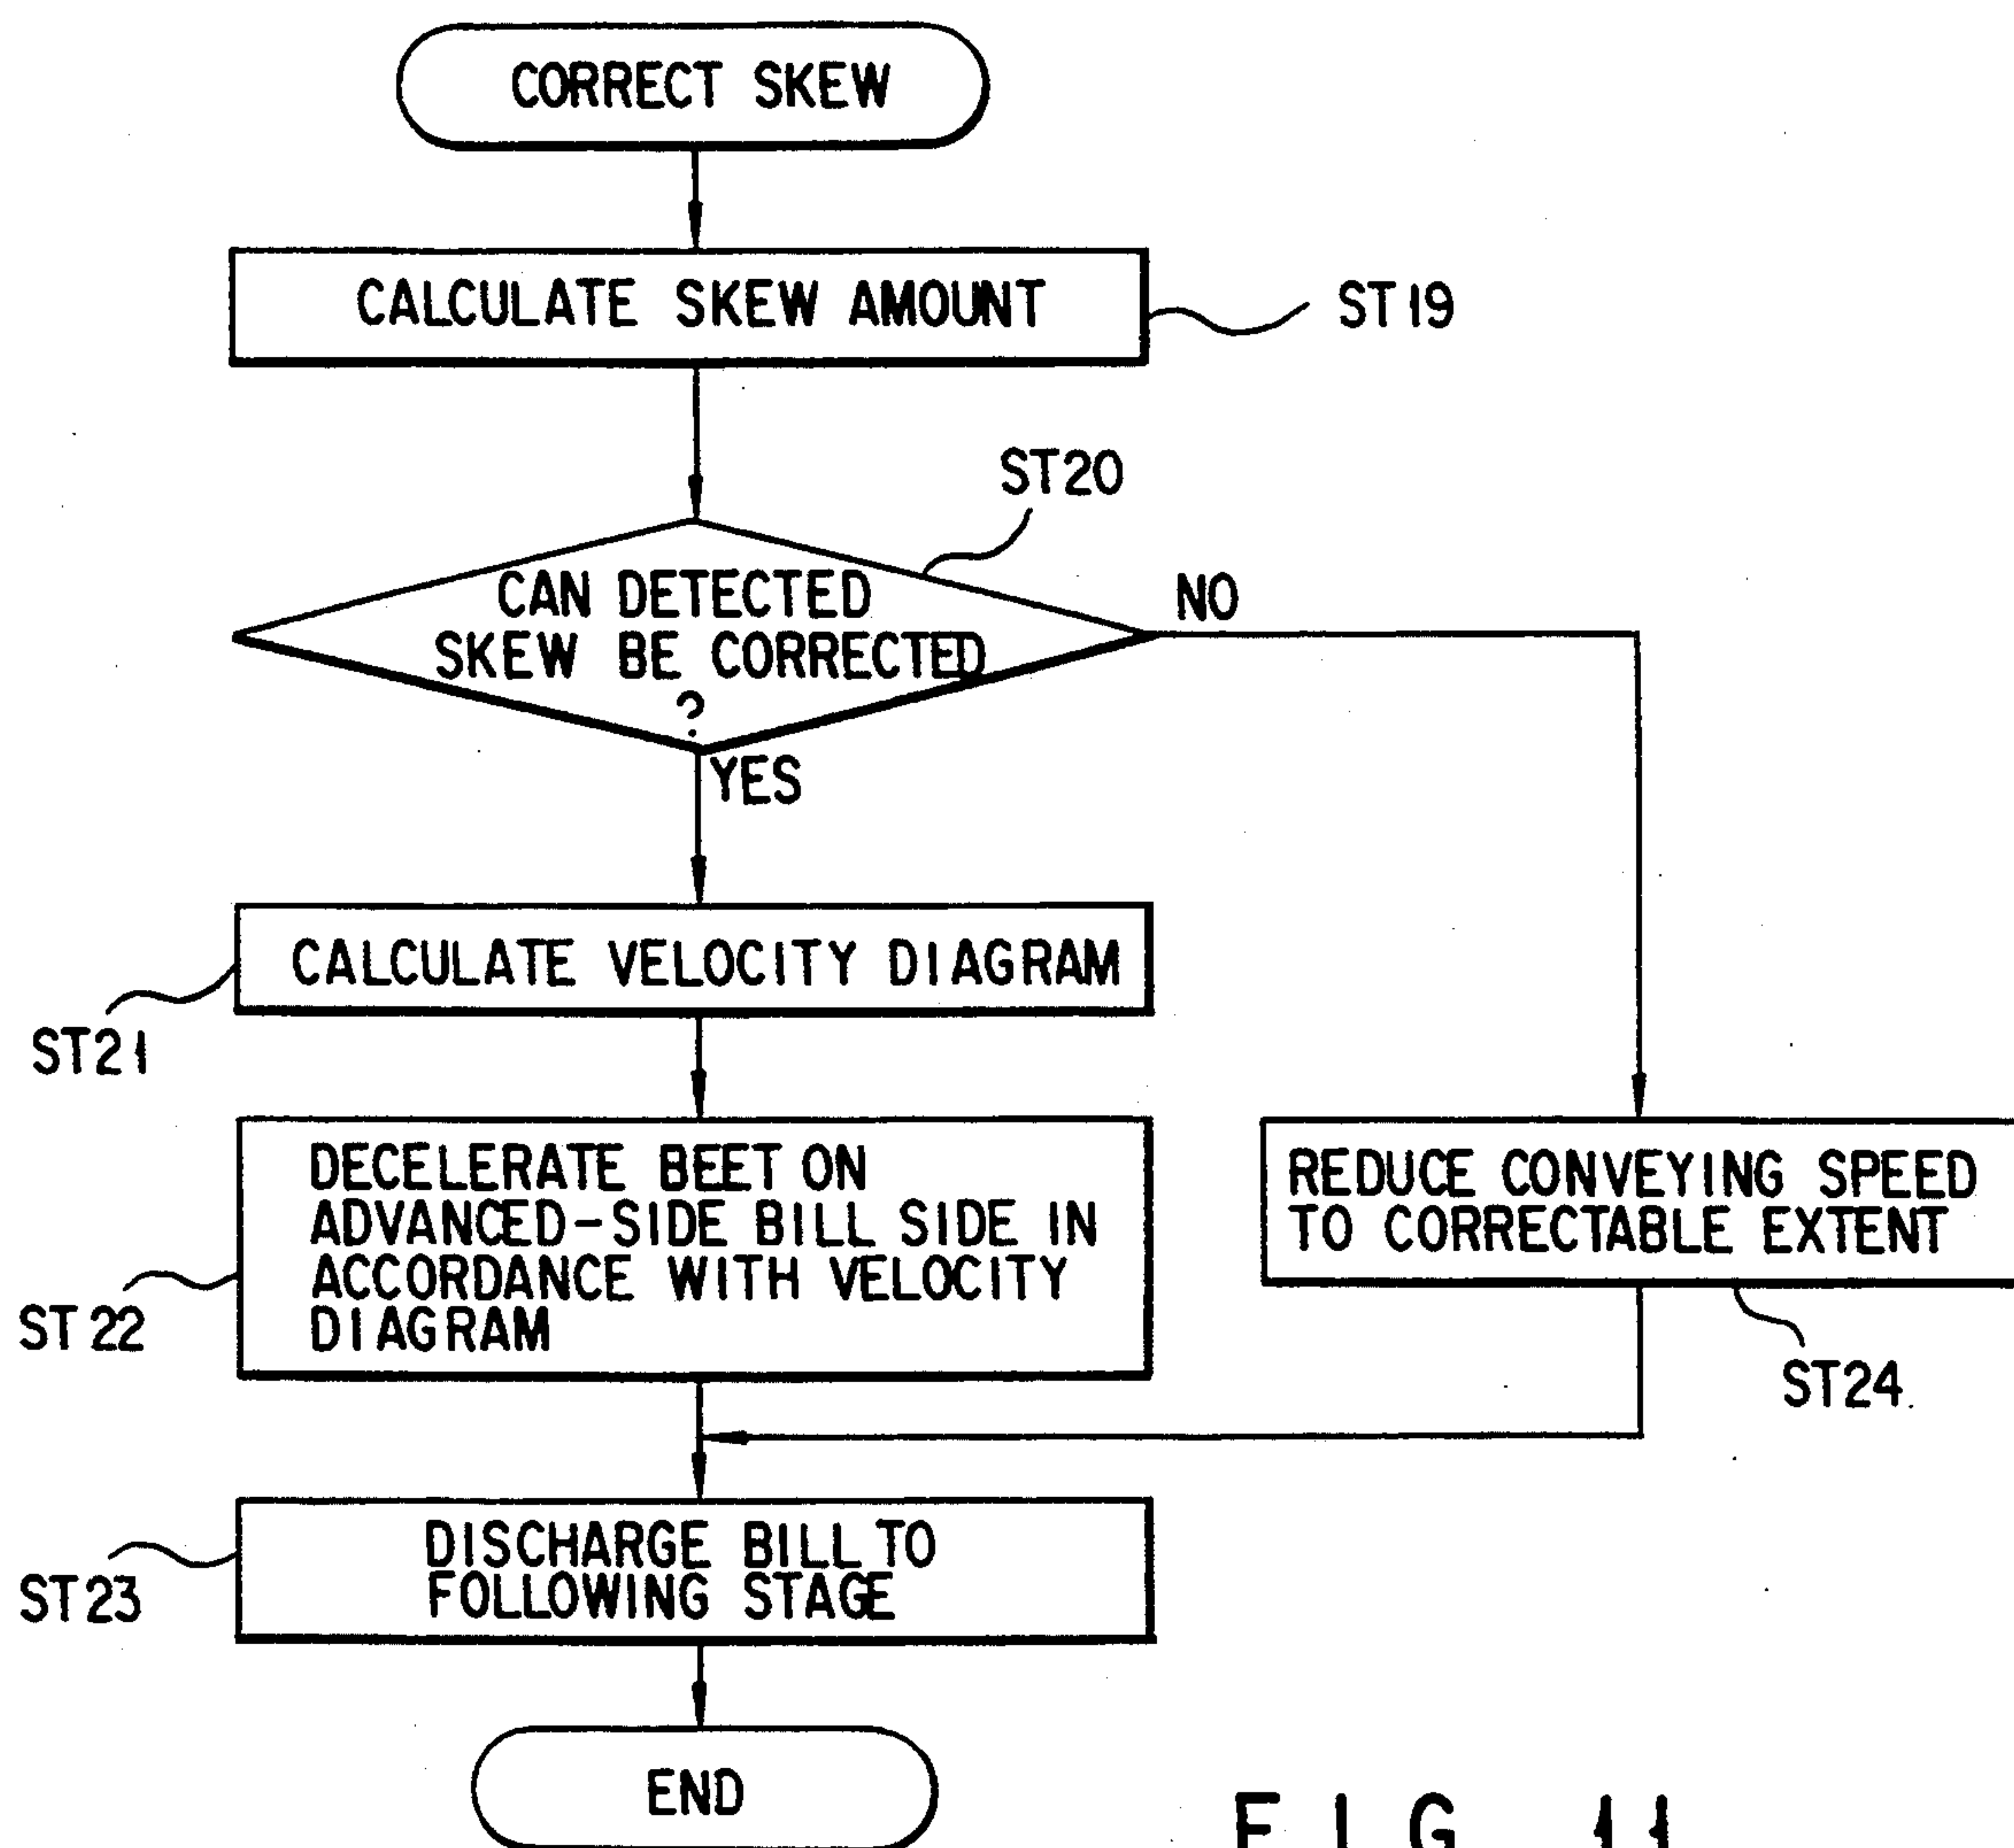 CORRECT SKEW
CALCULATE SKEW AMOUNT
ST19
ST20
CAN DETECTED
SKEW BE CORRECTED
?
NO
YES
CALCULATE VELOCITY DIAGRAM
ST21
DECELERATE BEET ON
ADVANCED-SIDE BILL SIDE IN
ACCORDANCE WITH VELOCITY
DIAGRAM
ST22
REDUCE CONVEYING SPEED
TO CORRECTABLE EXTENT
ST24
DISCHARGE BILL TO
FOLLOWING STAGE
ST23
END
FIG. 11